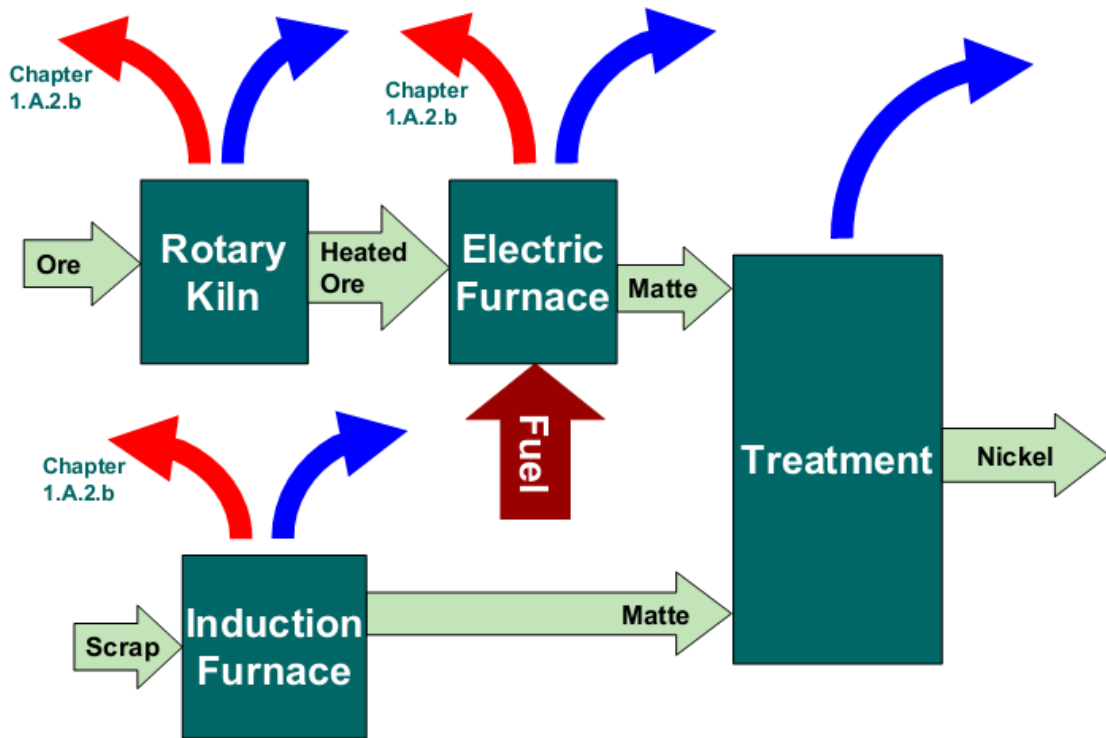 Chapter
1.A.2.b
Chapter
1.A.2.b
Ore
Rotary
Kiln
Heated
Ore
Electric
Furnace
Matte
Fuel
Treatment
Nickel
Chapter
1.A.2.b
Scrap
Induction
Furnace
Matte